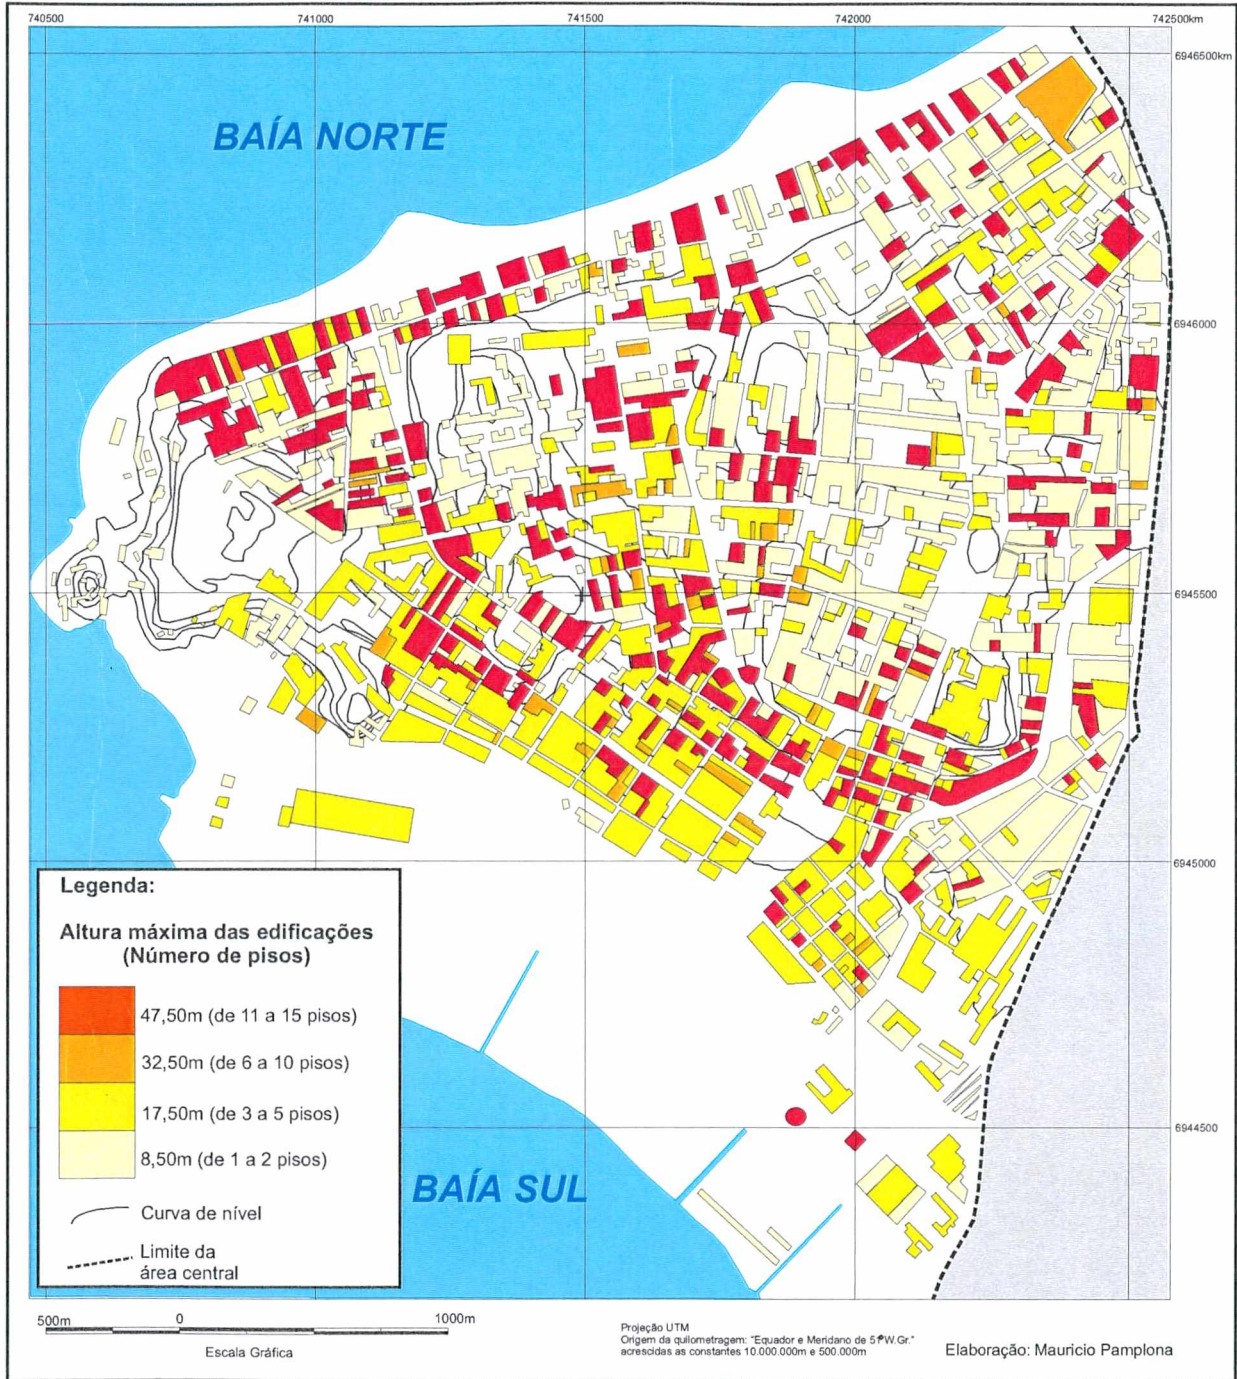 740500
741000
741500
742000
742500km
6946500km
BAÍA NORTE
6946000
6945500
6945000
Legenda:
Altura máxima das edificações
(Número de pisos)
47,50m (de 11 a 15 pisos)
32,50m (de 6 a 10 pisos)
17,50m (de 3 a 5 pisos)
8,50m (de 1 a 2 pisos)
Curva de nível
Limite da
área central
6944500
BAÍA SUL
500m
0
1000m
Escala Gráfica
Projeção UTM
Origem da quilometragem: "Equador e Meridano de 51ºW.Gr."
acrescidas as constantes 10.000.000m e 500.000m
Elaboração: Mauricio Pamplona